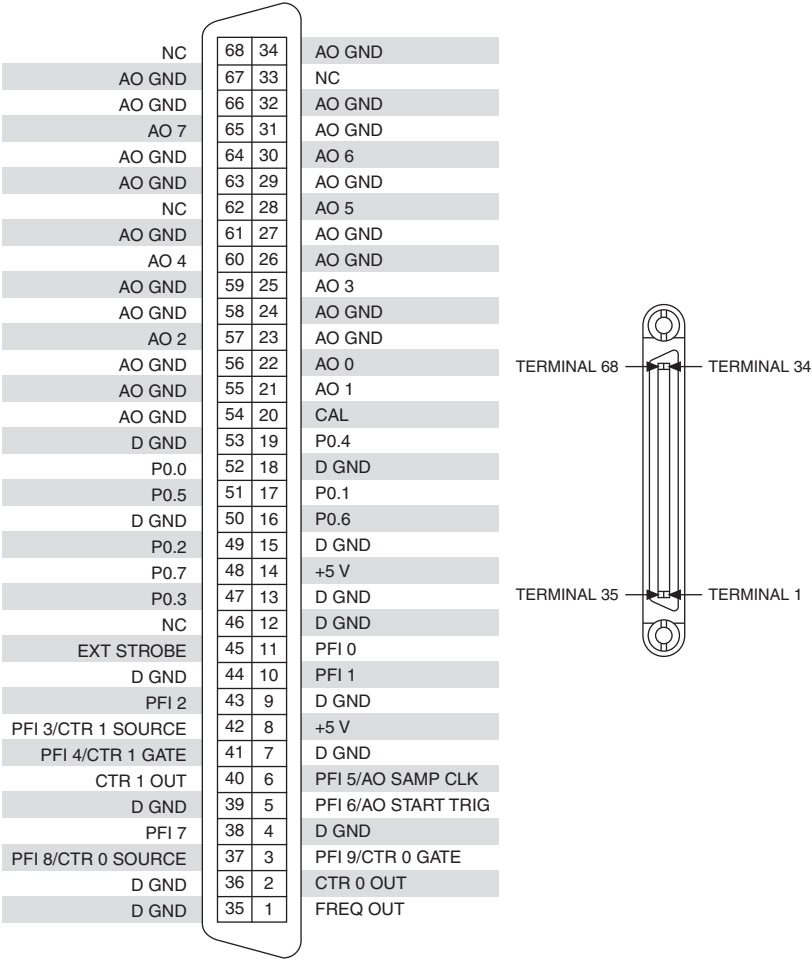 NC 68 34 AO GND
AO GND 67 33 NC
AO GND 66 32 AO GND
AO 7 65 31 AO GND
AO GND 64 30 AO 6
AO GND 63 29 AO GND
NC 62 28 AO 5
AO GND 61 27 AO GND
AO 4 60 26 AO GND
AO GND 59 25 AO 3
AO GND 58 24 AO GND
AO 2 57 23 AO GND
AO GND 56 22 AO 0
AO GND 55 21 AO 1
AO GND 54 20 CAL
D GND 53 19 P0.4
P0.0 52 18 D GND
P0.5 51 17 P0.1
D GND 50 16 P0.6
P0.2 49 15 D GND
P0.7 48 14 +5 V
P0.3 47 13 D GND
NC 46 12 D GND
EXT STROBE 45 11 PFI 0
D GND 44 10 PFI 1
PFI 2 43 9 D GND
PFI 3/CTR 1 SOURCE 42 8 +5 V
PFI 4/CTR 1 GATE 41 7 D GND
CTR 1 OUT 40 6 PFI 5/AO SAMP CLK
D GND 39 5 PFI 6/AO START TRIG
PFI 7 38 4 D GND
PFI 8/CTR 0 SOURCE 37 3 PFI 9/CTR 0 GATE
D GND 36 2 CTR 0 OUT
D GND 35 1 FREQ OUT
TERMINAL 68 TERMINAL 34
TERMINAL 35 TERMINAL 1